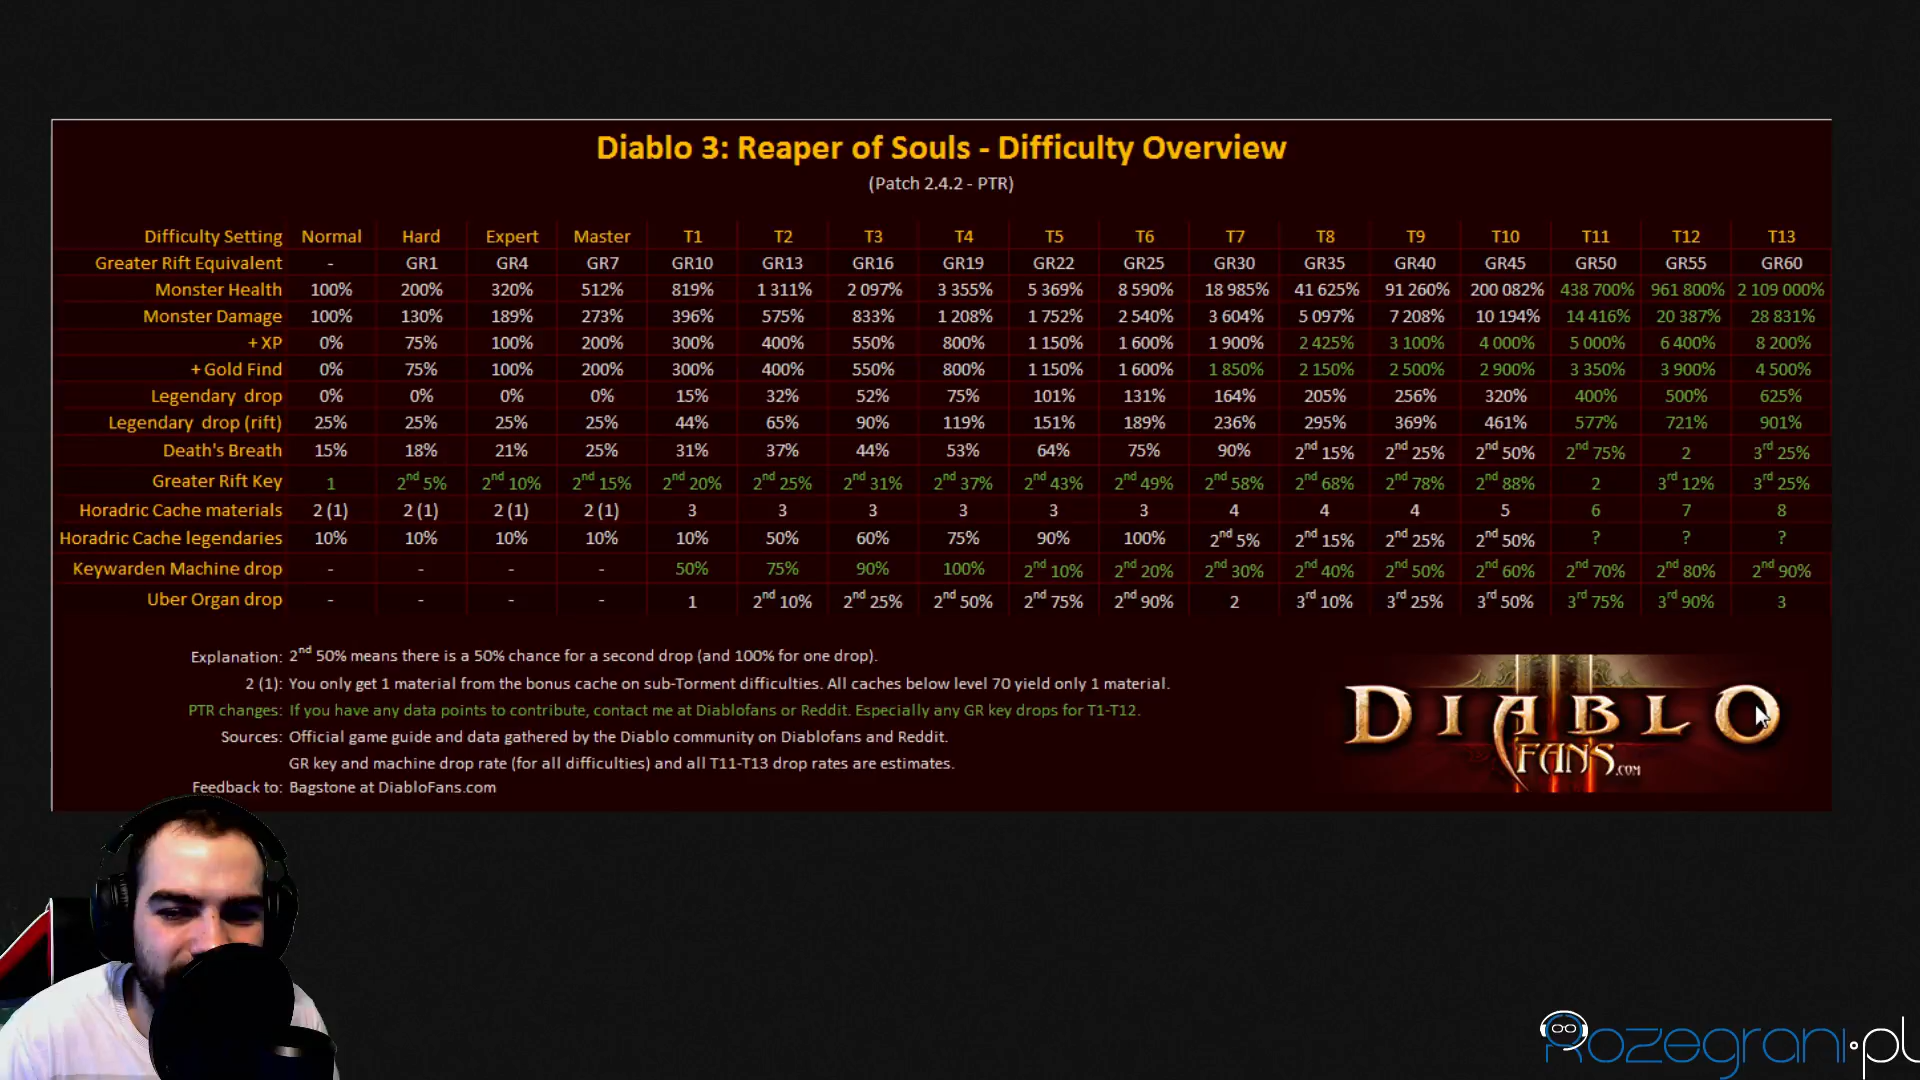 Diablo 3: Reaper of Souls - Difficulty Overview
(Patch 2.4.2 - PTR)
Difficulty Setting Normal Hard Expert Master T1 T2 T3 T4 T5 T6 T7 T8 T9 T10 T11 T12 T13
Greater Rift Equivalent - GR1 GR4 GR7 GR10 GR13 GR16 GR19 GR22 GR25 GR30 GR35 GR40 GR45 GR50 GR55 GR60
Monster Health 100% 200% 320% 512% 819% 1 311% 2 097% 3 355% 5 369% 8 590% 18 985% 41 625% 91 260% 200 082% 438 700% 961 800% 2 109 000%
Monster Damage 100% 130% 189% 273% 396% 575% 833% 1 208% 1 752% 2 540% 3 604% 5 097% 7 208% 10 194% 14 416% 20 387% 28 831%
+ XP 0% 75% 100% 200% 300% 400% 550% 800% 1 150% 1 600% 1 900% 2 425% 3 100% 4 000% 5 000% 6 400% 8 200%
+ Gold Find 0% 75% 100% 200% 300% 400% 550% 800% 1 150% 1 600% 1 850% 2 150% 2 500% 2 900% 3 350% 3 900% 4 500%
Legendary drop 0% 0% 0% 0% 15% 32% 52% 75% 101% 131% 164% 205% 256% 320% 400% 500% 625%
Legendary drop (rift) 25% 25% 25% 25% 44% 65% 90% 119% 151% 189% 236% 295% 369% 461% 577% 721% 901%
Death's Breath 15% 18% 21% 25% 31% 37% 44% 53% 64% 75% 90% 2nd 15% 2nd 25% 2nd 50% 2nd 75% 2 3rd 25%
Greater Rift Key 1 2nd 5% 2nd 10% 2nd 15% 2nd 20% 2nd 25% 2nd 31% 2nd 37% 2nd 43% 2nd 49% 2nd 58% 2nd 68% 2nd 78% 2nd 88% 2 3rd 12% 3rd 25%
Horadric Cache materials 2 (1) 2 (1) 2 (1) 2 (1) 3 3 3 3 3 3 4 4 4 5 6 7 8
Horadric Cache legendaries 10% 10% 10% 10% 10% 50% 60% 75% 90% 100% 2nd 5% 2nd 15% 2nd 25% 2nd 50% ? ? ?
Keywarden Machine drop - - - - 50% 75% 90% 100% 2nd 10% 2nd 20% 2nd 30% 2nd 40% 2nd 50% 2nd 60% 2nd 70% 2nd 80% 2nd 90%
Uber Organ drop - - - - 1 2nd 10% 2nd 25% 2nd 50% 2nd 75% 2nd 90% 2 3rd 10% 3rd 25% 3rd 50% 3rd 75% 3rd 90% 3
Explanation: 2nd 50% means there is a 50% chance for a second drop (and 100% for one drop).
2 (1): You only get 1 material from the bonus cache on sub-Torment difficulties. All caches below level 70 yield only 1 material.
PTR changes: If you have any data points to contribute, contact me at Diablofans or Reddit. Especially any GR key drops for T1-T12.
Sources: Official game guide and data gathered by the Diablo community on Diablofans and Reddit.
GR key and machine drop rate (for all difficulties) and all T11-T13 drop rates are estimates.
Feedback to: Bagstone at DiabloFans.com
DIABLO
FANS.COM
Rozegrani.pl